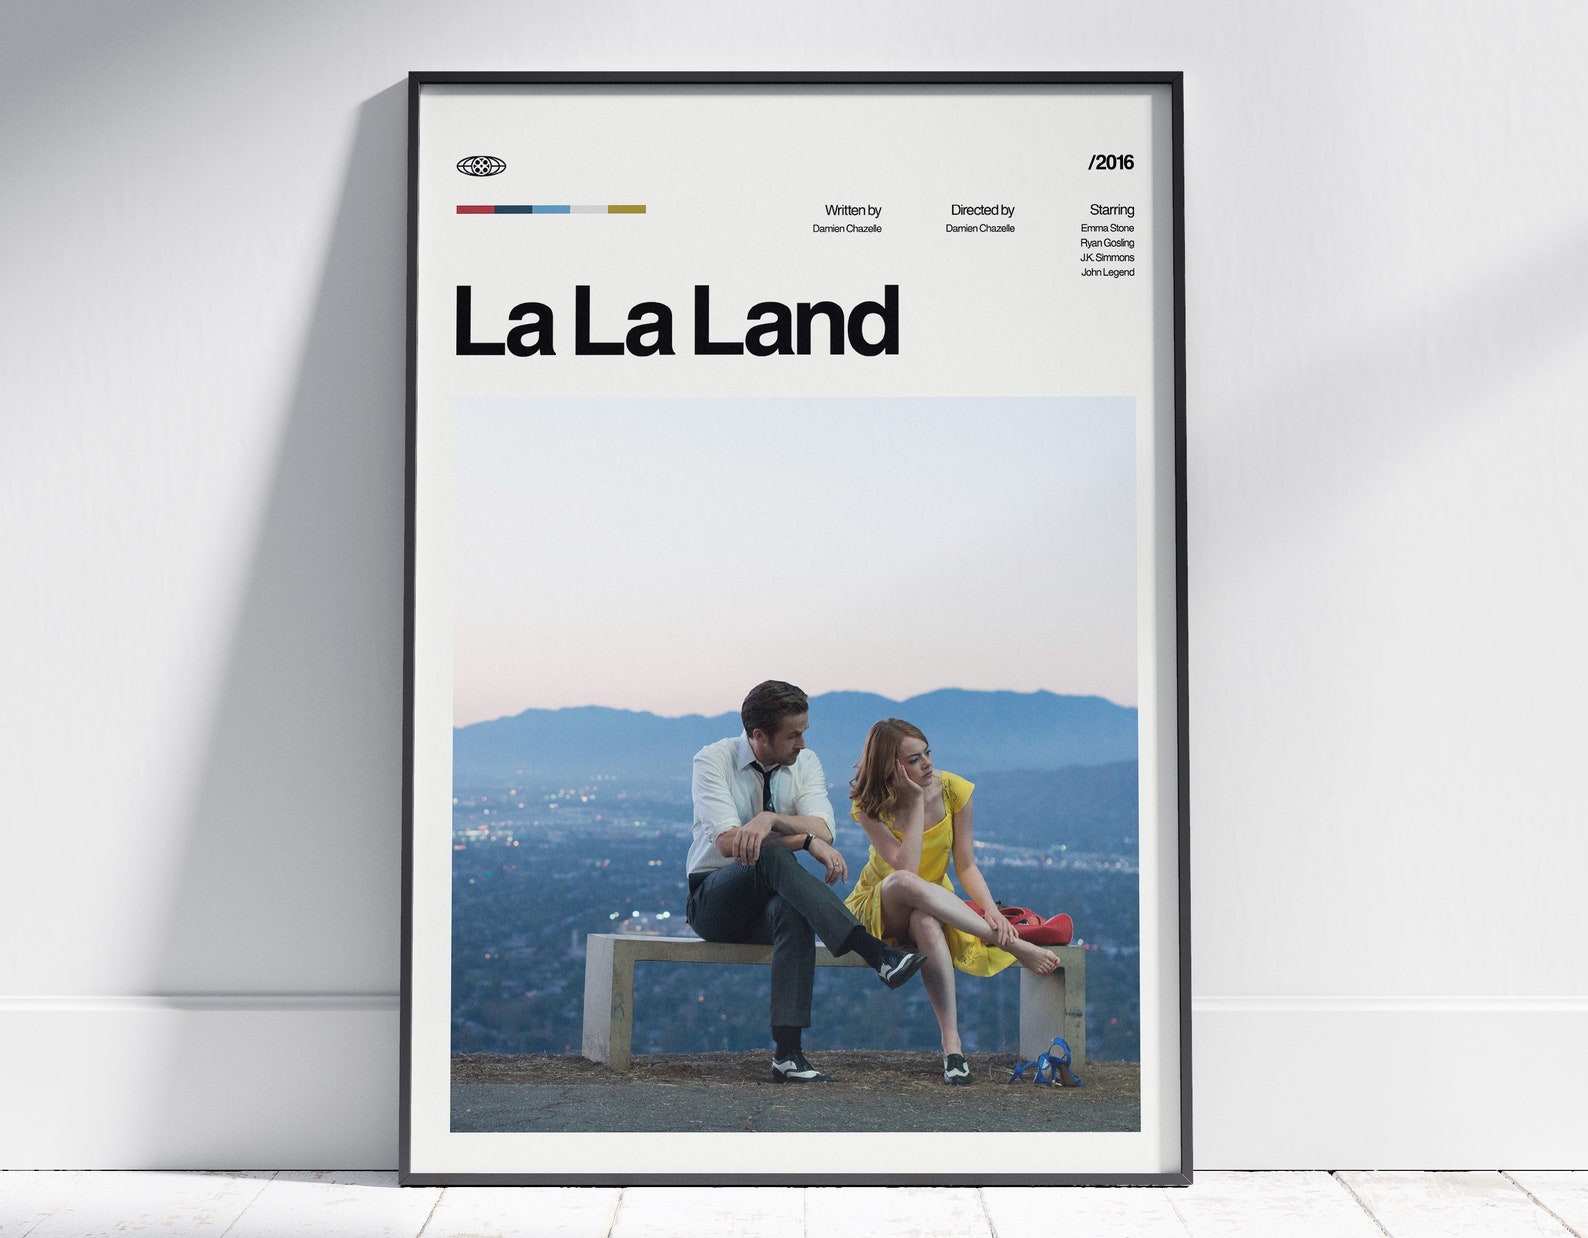 /2016
Written by
Damien Chazelle
Directed by
Damien Chazelle
Starring
Emma Stone
Ryan Gosling
J.K. Simmons
John Legend
La La Land